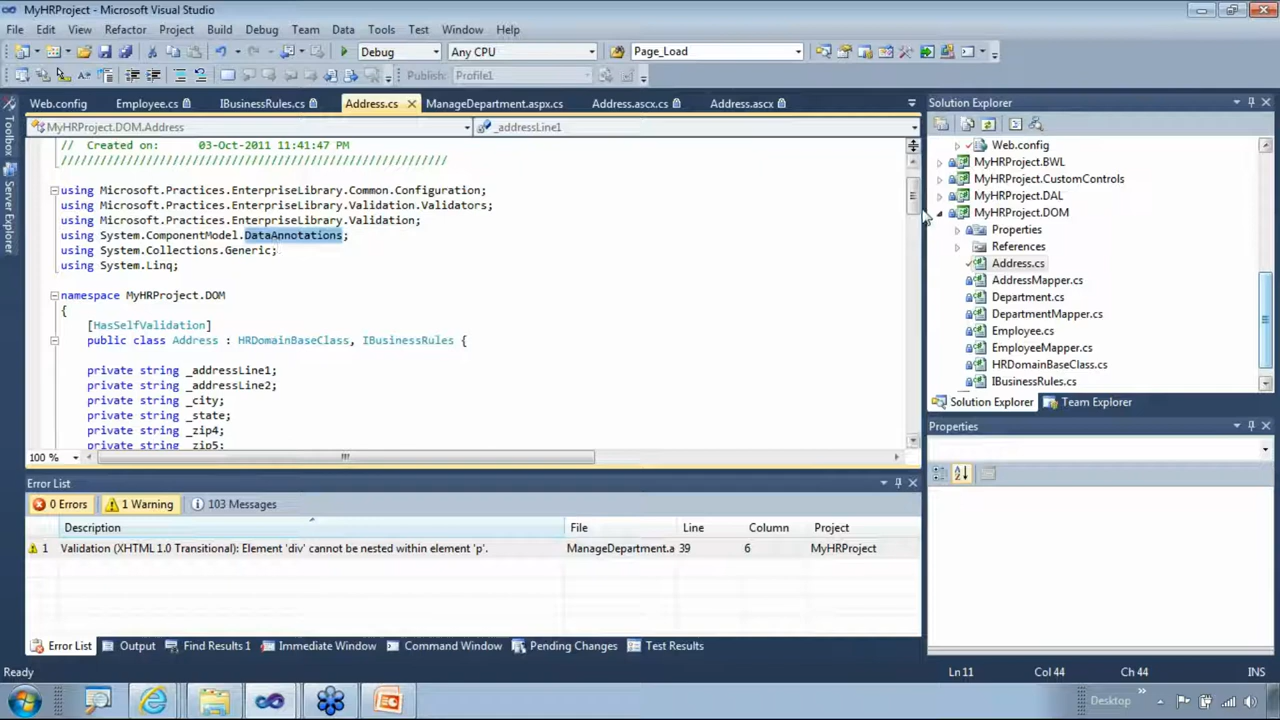 MyHRProject - Microsoft Visual Studio
File Edit View Refactor Project Build Debug Team Data Tools Test Window Help
Debug Any CPU Page_Load
Publish: Profile1
Web.config Employee.cs IBusinessRules.cs Address.cs ManageDepartment.aspx.cs Address.ascx.cs Address.ascx
MyHRProject.DOM.Address _addressLine1
// Created on: 03-Oct-2011 11:41:47 PM
///////////////////////////////////////////////////////////
using Microsoft.Practices.EnterpriseLibrary.Common.Configuration;
using Microsoft.Practices.EnterpriseLibrary.Validation.Validators;
using Microsoft.Practices.EnterpriseLibrary.Validation;
using System.ComponentModel.DataAnnotations;
using System.Collections.Generic;
using System.Linq;
namespace MyHRProject.DOM
{
[HasSelfValidation]
public class Address : HRDomainBaseClass, IBusinessRules {
private string _addressLine1;
private string _addressLine2;
private string _city;
private string _state;
private string _zip4;
private string _zip5;
100 %
Toolbox
Server Explorer
Solution Explorer
Web.config
MyHRProject.BWL
MyHRProject.CustomControls
MyHRProject.DAL
MyHRProject.DOM
Properties
References
Address.cs
AddressMapper.cs
Department.cs
DepartmentMapper.cs
Employee.cs
EmployeeMapper.cs
HRDomainBaseClass.cs
IBusinessRules.cs
Solution Explorer Team Explorer
Properties
Error List
0 Errors 1 Warning 103 Messages
Description File Line Column Project
1 Validation (XHTML 1.0 Transitional): Element 'div' cannot be nested within element 'p'. ManageDepartment.a 39 6 MyHRProject
Error List Output Find Results 1 Immediate Window Command Window Pending Changes Test Results
Ready Ln 11 Col 44 Ch 44 INS
Desktop